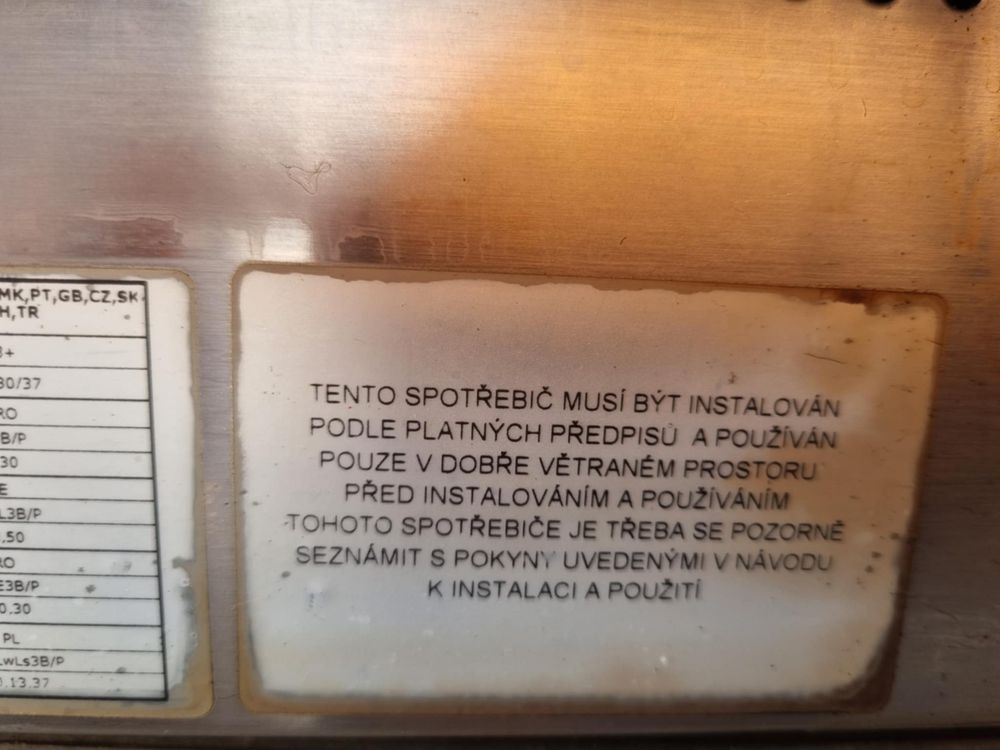 MK,PT,GB,CZ,SK
H,TR
3+
30/37
RO
B/P
30
E
L3B/P
.50
RO
E3B/P
0.30
PL
LwLs3B/P
.13.37
TENTO SPOTŘEBIČ MUSÍ BÝT INSTALOVÁN
PODLE PLATNÝCH PŘEDPISŮ A POUŽÍVÁN
POUZE V DOBŘE VĚTRANÉM PROSTORU
PŘED INSTALOVÁNÍM A POUŽÍVÁNÍM
TOHOTO SPOTŘEBIČE JE TŘEBA SE POZORNĚ
SEZNÁMIT S POKYNY UVEDENÝMI V NÁVODU
K INSTALACI A POUŽITÍ